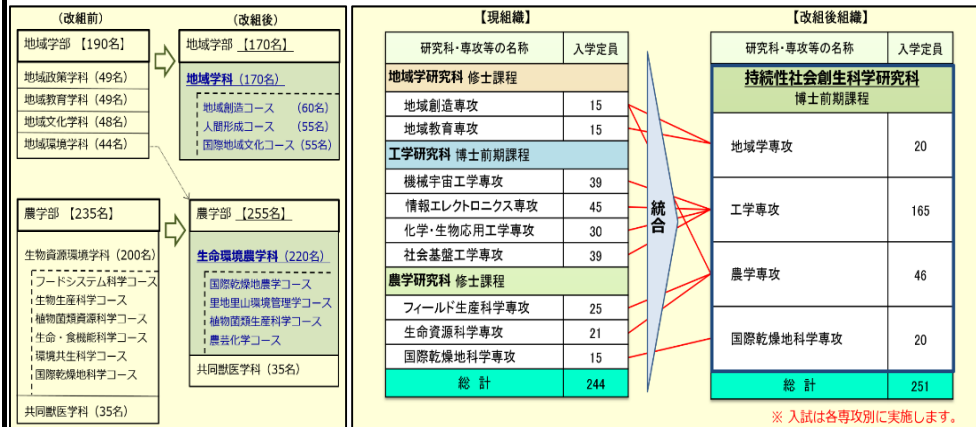 (改組前)
(改組後)
地域学部 【190名】
地域学部 【170名】
地域政策学科 (49名)
地域教育学科 (49名)
地域文化学科 (48名)
地域環境学科 (44名)
地域学科 (170名)
地域創造コース (60名)
人間形成コース (55名)
国際地域文化コース (55名)
農学部 【235名】
農学部 【255名】
生物資源環境学科 (200名)
フードシステム科学コース
生物生産科学コース
植物菌類資源科学コース
生命・食機能科学コース
環境共生科学コース
国際乾燥地科学コース
共同獣医学科 (35名)
生命環境農学科 (220名)
国際乾燥地農学コース
里地里山環境管理学コース
植物菌類生産科学コース
農芸化学コース
共同獣医学科 (35名)
【現組織】
研究科・専攻等の名称 入学定員
地域学研究科 修士課程
地域創造専攻 15
地域教育専攻 15
工学研究科 博士前期課程
機械宇宙工学専攻 39
情報エレクトロニクス専攻 45
化学・生物応用工学専攻 30
社会基盤工学専攻 39
農学研究科 修士課程
フィールド生産科学専攻 25
生命資源科学専攻 21
国際乾燥地科学専攻 15
総 計 244
統合
【改組後組織】
研究科・専攻等の名称 入学定員
持続性社会創生科学研究科
博士前期課程
地域学専攻 20
工学専攻 165
農学専攻 46
国際乾燥地科学専攻 20
総 計 251
※ 入試は各専攻別に実施します。